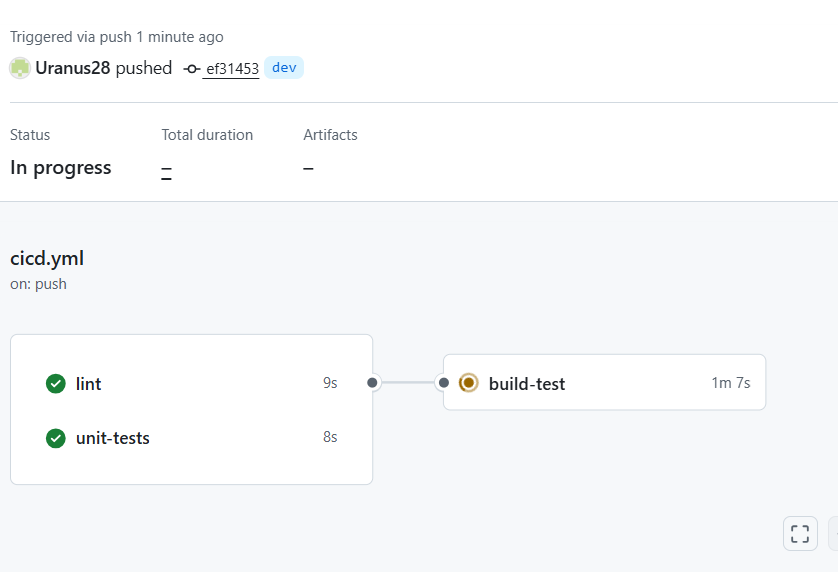 Triggered via push 1 minute ago
Uranus28 pushed ef31453 dev
Status Total duration Artifacts
In progress – –
cicd.yml
on: push
lint 9s
unit-tests 8s
build-test 1m 7s